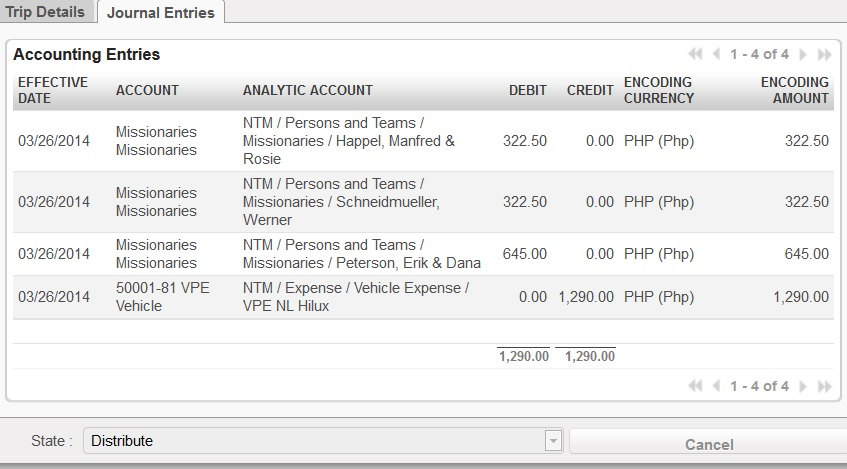 Trip Details Journal Entries
Accounting Entries 1 - 4 of 4
EFFECTIVE DATE ACCOUNT ANALYTIC ACCOUNT DEBIT CREDIT ENCODING CURRENCY ENCODING AMOUNT
03/26/2014 Missionaries Missionaries NTM / Persons and Teams / Missionaries / Happel, Manfred & Rosie 322.50 0.00 PHP (Php) 322.50
03/26/2014 Missionaries Missionaries NTM / Persons and Teams / Missionaries / Schneidmueller, Werner 322.50 0.00 PHP (Php) 322.50
03/26/2014 Missionaries Missionaries NTM / Persons and Teams / Missionaries / Peterson, Erik & Dana 645.00 0.00 PHP (Php) 645.00
03/26/2014 50001-81 VPE Vehicle NTM / Expense / Vehicle Expense / VPE NL Hilux 0.00 1,290.00 PHP (Php) 1,290.00
1,290.00 1,290.00
1 - 4 of 4
State : Distribute Cancel